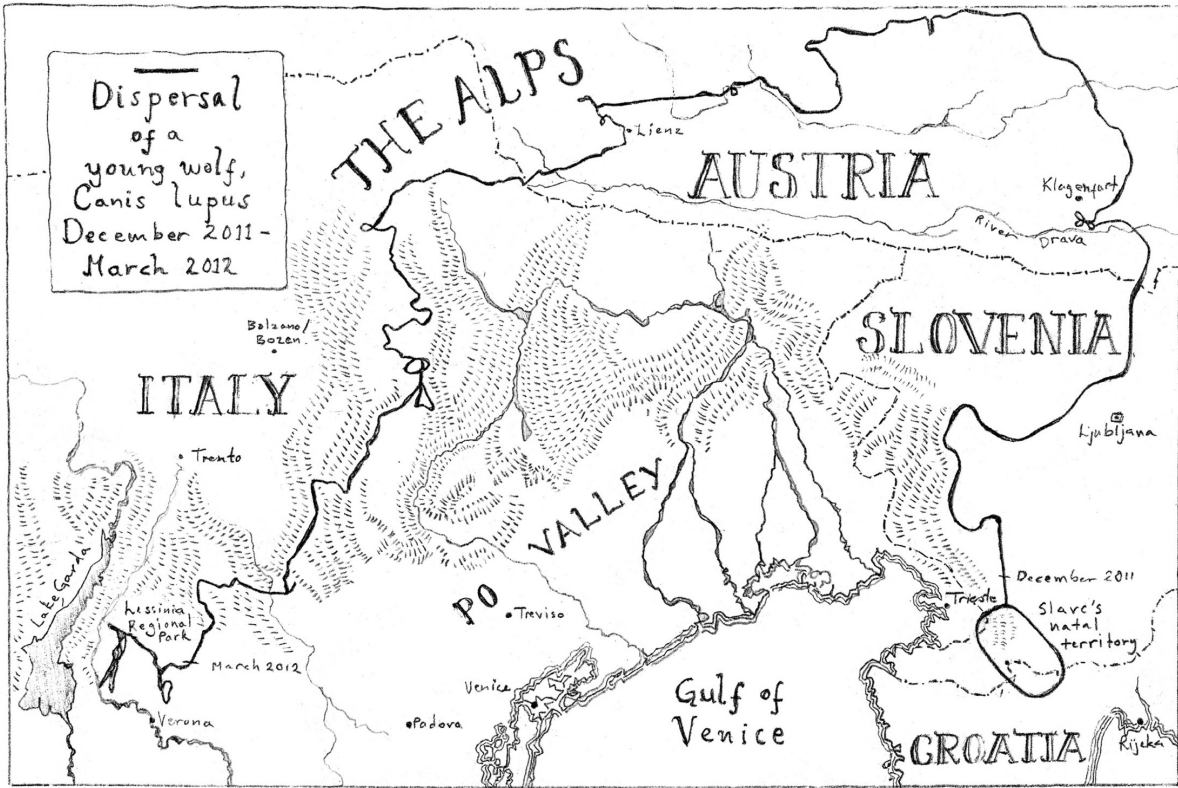 Dispersal
of a
young wolf,
Canis lupus
December 2011 -
March 2012
THE ALPS
Lienz
AUSTRIA
Klagenfurt
River Drava
SLOVENIA
Bolzano/
Bozen
ITALY
Ljubljana
Trento
PO VALLEY
Lake Garda
December 2011
Trieste
Slavc's
natal
territory
Lessinia
Regional
Park
Treviso
March 2012
Venice
Gulf of
Venice
Verona
Padova
CROATIA
Rijeka